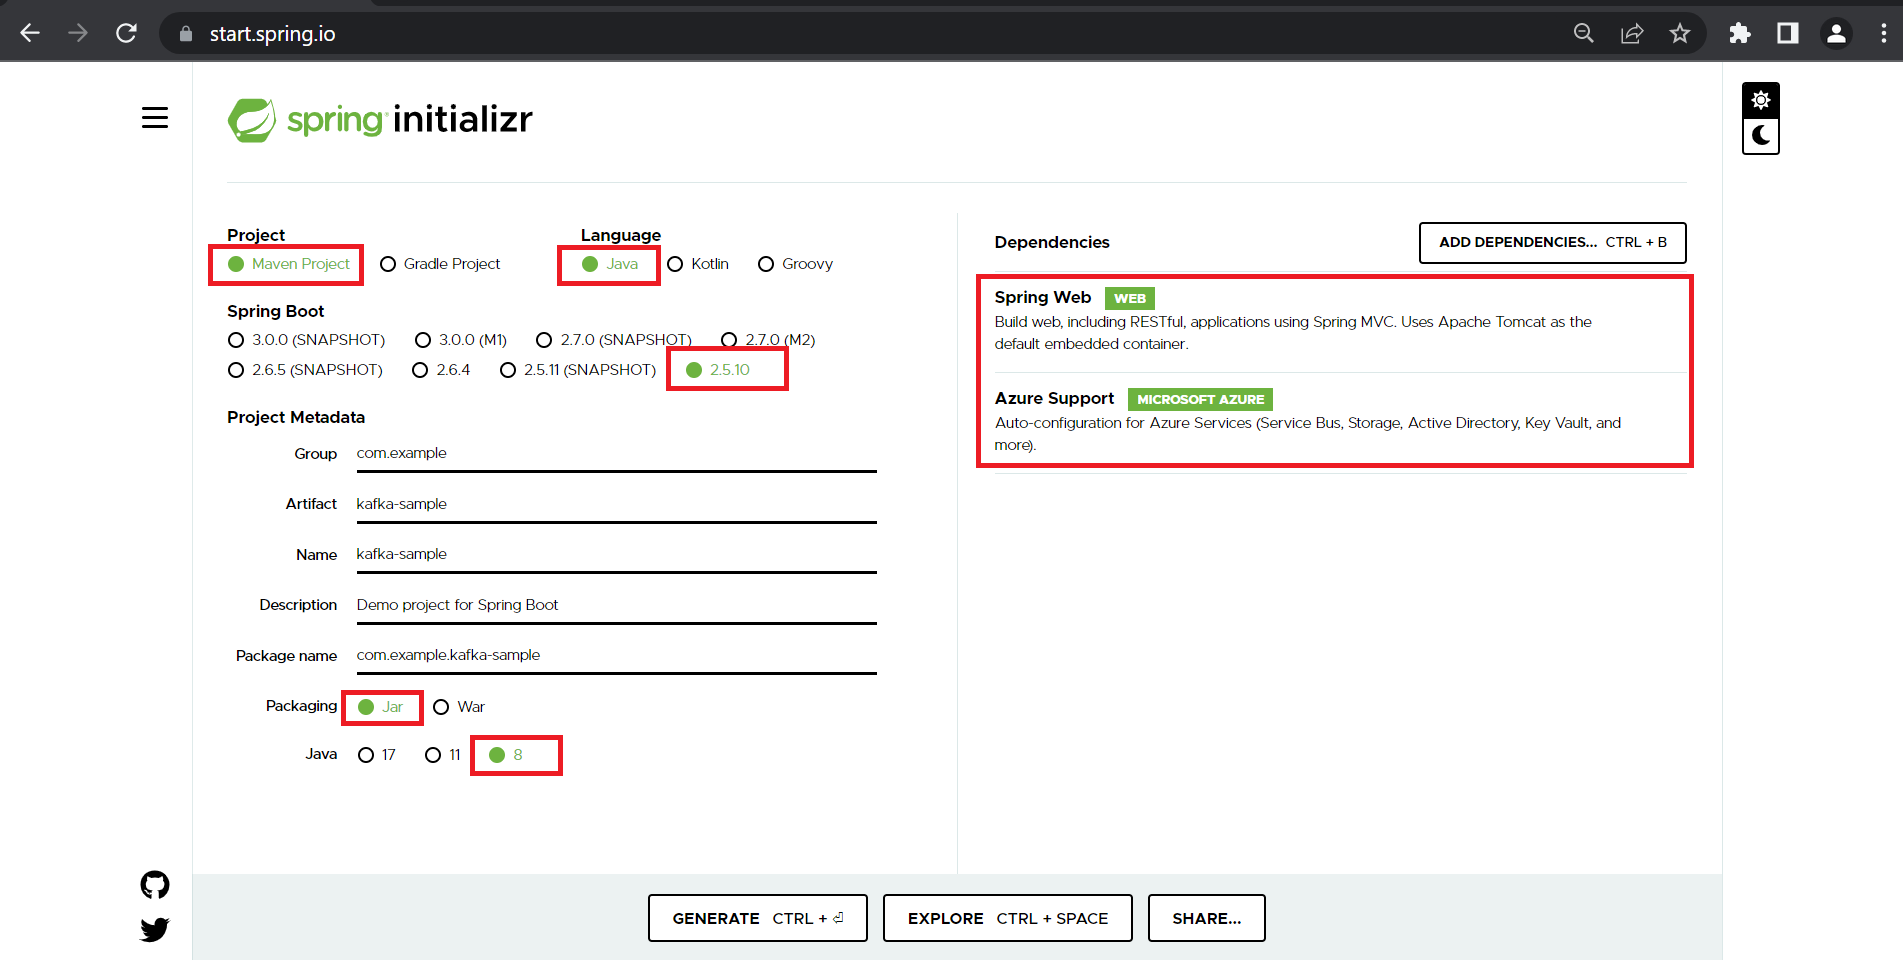 start.spring.io
spring initializr
Project
Maven Project Gradle Project
Language
Java Kotlin Groovy
Spring Boot
3.0.0 (SNAPSHOT) 3.0.0 (M1) 2.7.0 (SNAPSHOT) 2.7.0 (M2)
2.6.5 (SNAPSHOT) 2.6.4 2.5.11 (SNAPSHOT) 2.5.10
Project Metadata
Group com.example
Artifact kafka-sample
Name kafka-sample
Description Demo project for Spring Boot
Package name com.example.kafka-sample
Packaging Jar War
Java 17 11 8
Dependencies
ADD DEPENDENCIES... CTRL + B
Spring Web WEB
Build web, including RESTful, applications using Spring MVC. Uses Apache Tomcat as the
default embedded container.
Azure Support MICROSOFT AZURE
Auto-configuration for Azure Services (Service Bus, Storage, Active Directory, Key Vault, and
more).
GENERATE CTRL + ⏎
EXPLORE CTRL + SPACE
SHARE...